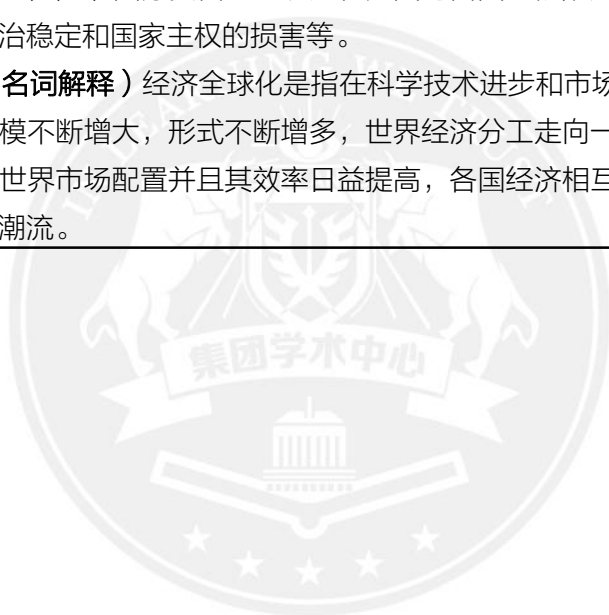 治稳定和国家主权的损害等。
名词解释）经济全球化是指在科学技术进步和市场
模不断增大，形式不断增多，世界经济分工走向一
世界市场配置并且其效率日益提高，各国经济相互
潮流。
集团学术中心